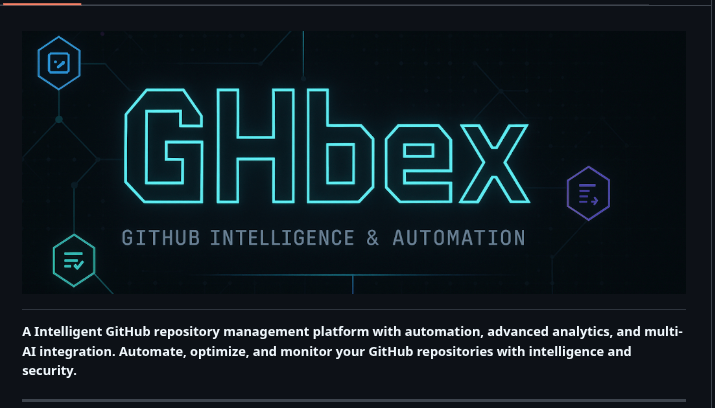 GHbex
GITHUB INTELLIGENCE & AUTOMATION
A Intelligent GitHub repository management platform with automation, advanced analytics, and multi-
AI integration. Automate, optimize, and monitor your GitHub repositories with intelligence and
security.